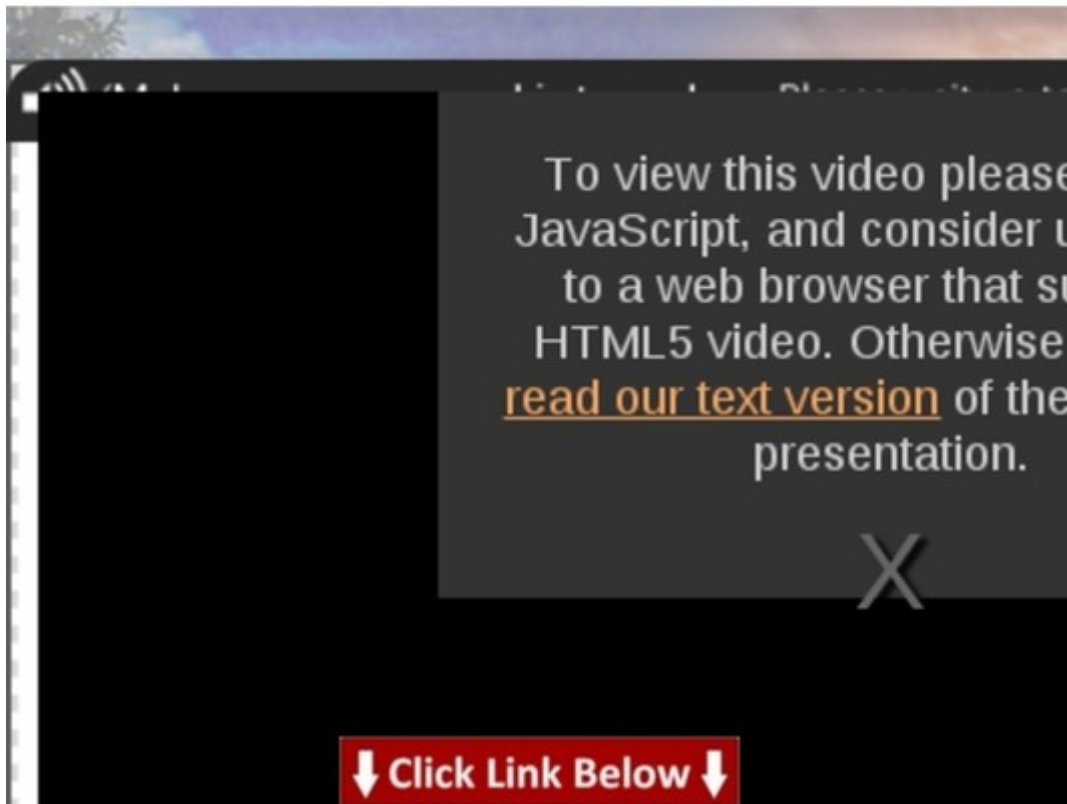 To view this video please
JavaScript, and consider
to a web browser that
HTML5 video. Otherwise
read our text version of the
presentation.
X
Click Link Below